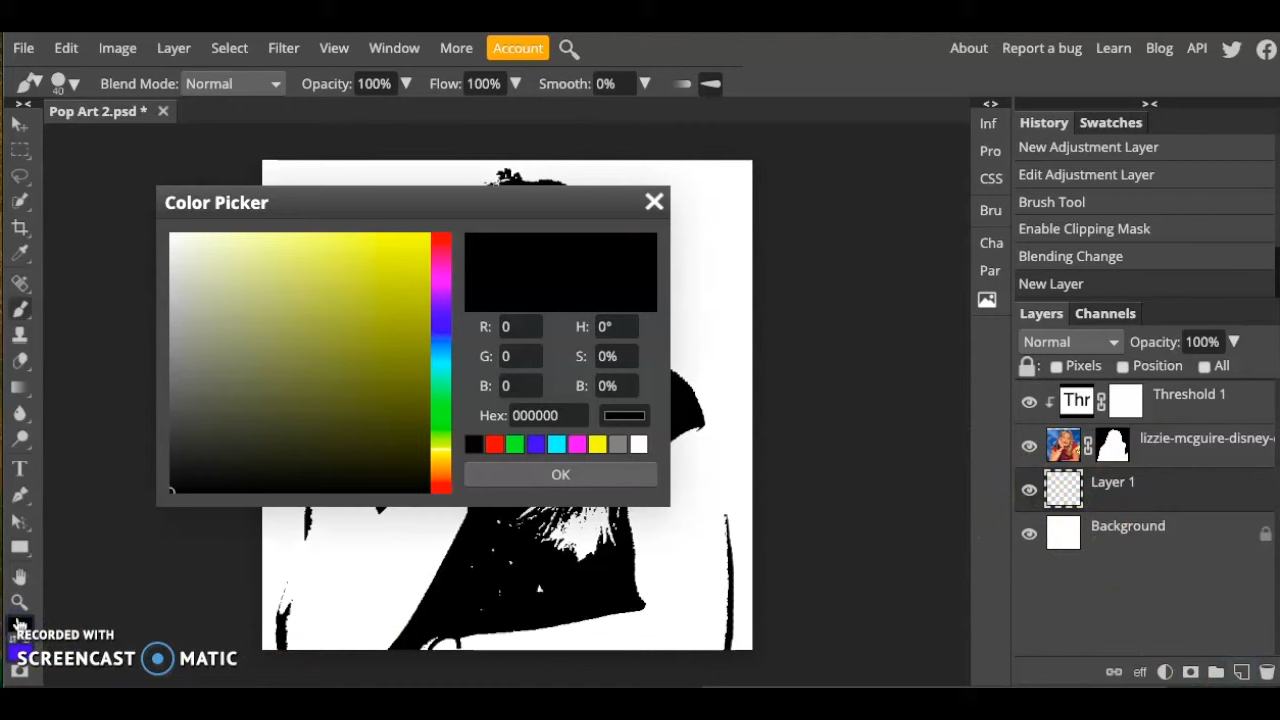 File Edit Image Layer Select Filter View Window More Account About Report a bug Learn Blog API
40 Blend Mode: Normal Opacity: 100% Flow: 100% Smooth: 0%
> < Pop Art 2.psd * < > > <
Inf History Swatches
Pro New Adjustment Layer
CSS Edit Adjustment Layer
Bru Brush Tool
Cha Enable Clipping Mask
Par Blending Change
New Layer
Color Picker
R: 0 H: 0°
G: 0 S: 0%
B: 0 B: 0%
Hex: 000000
OK
Layers Channels
Normal Opacity: 100%
Pixels Position All
Thr Threshold 1
lizzie-mcguire-disney-
Layer 1
Background
eff
T
RECORDED WITH
SCREENCAST MATIC